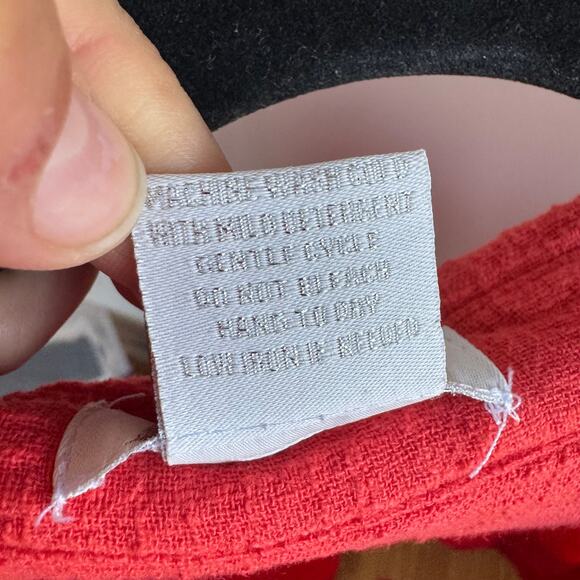 MACHINE WASH COLD
WITH MILD DETERGENT
GENTLE CYCLE
DO NOT BLEACH
HANG TO DRY
LOW IRON IF NEEDED